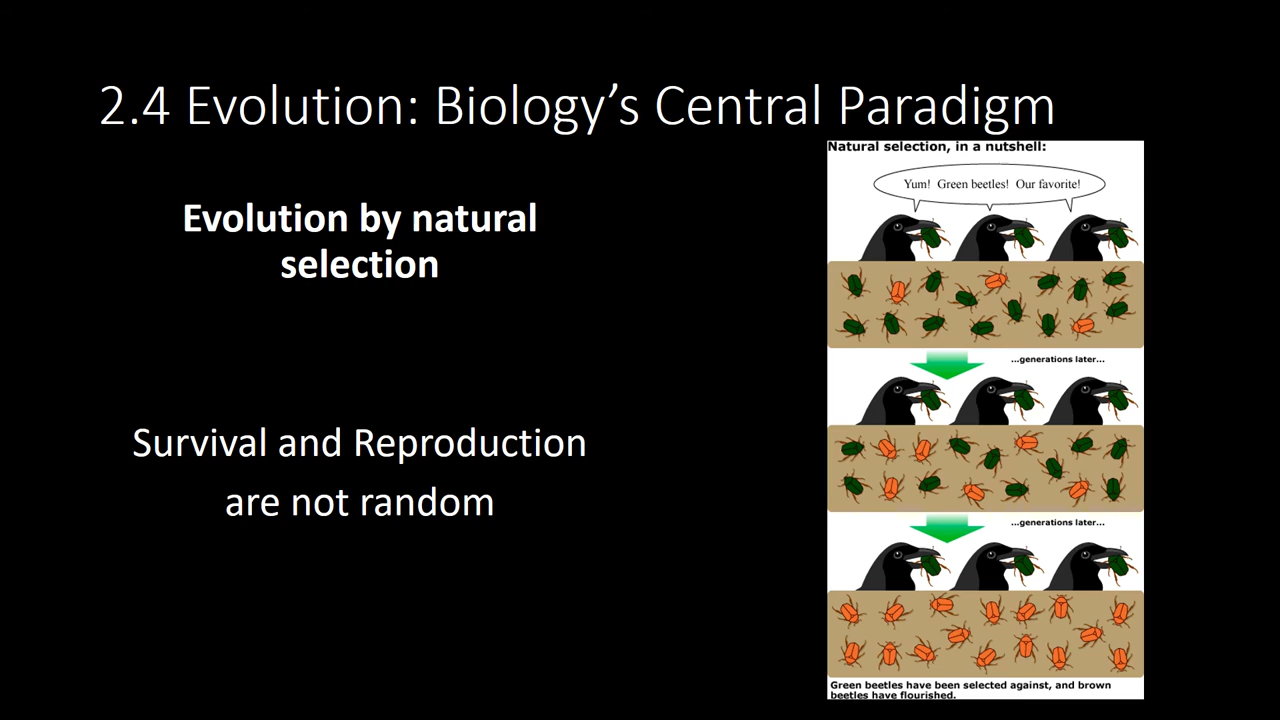 2.4 Evolution: Biology’s Central Paradigm
Evolution by natural
selection
Survival and Reproduction
are not random
Natural selection, in a nutshell:
Yum! Green beetles! Our favorite!
...generations later...
...generations later...
Green beetles have been selected against, and brown
beetles have flourished.